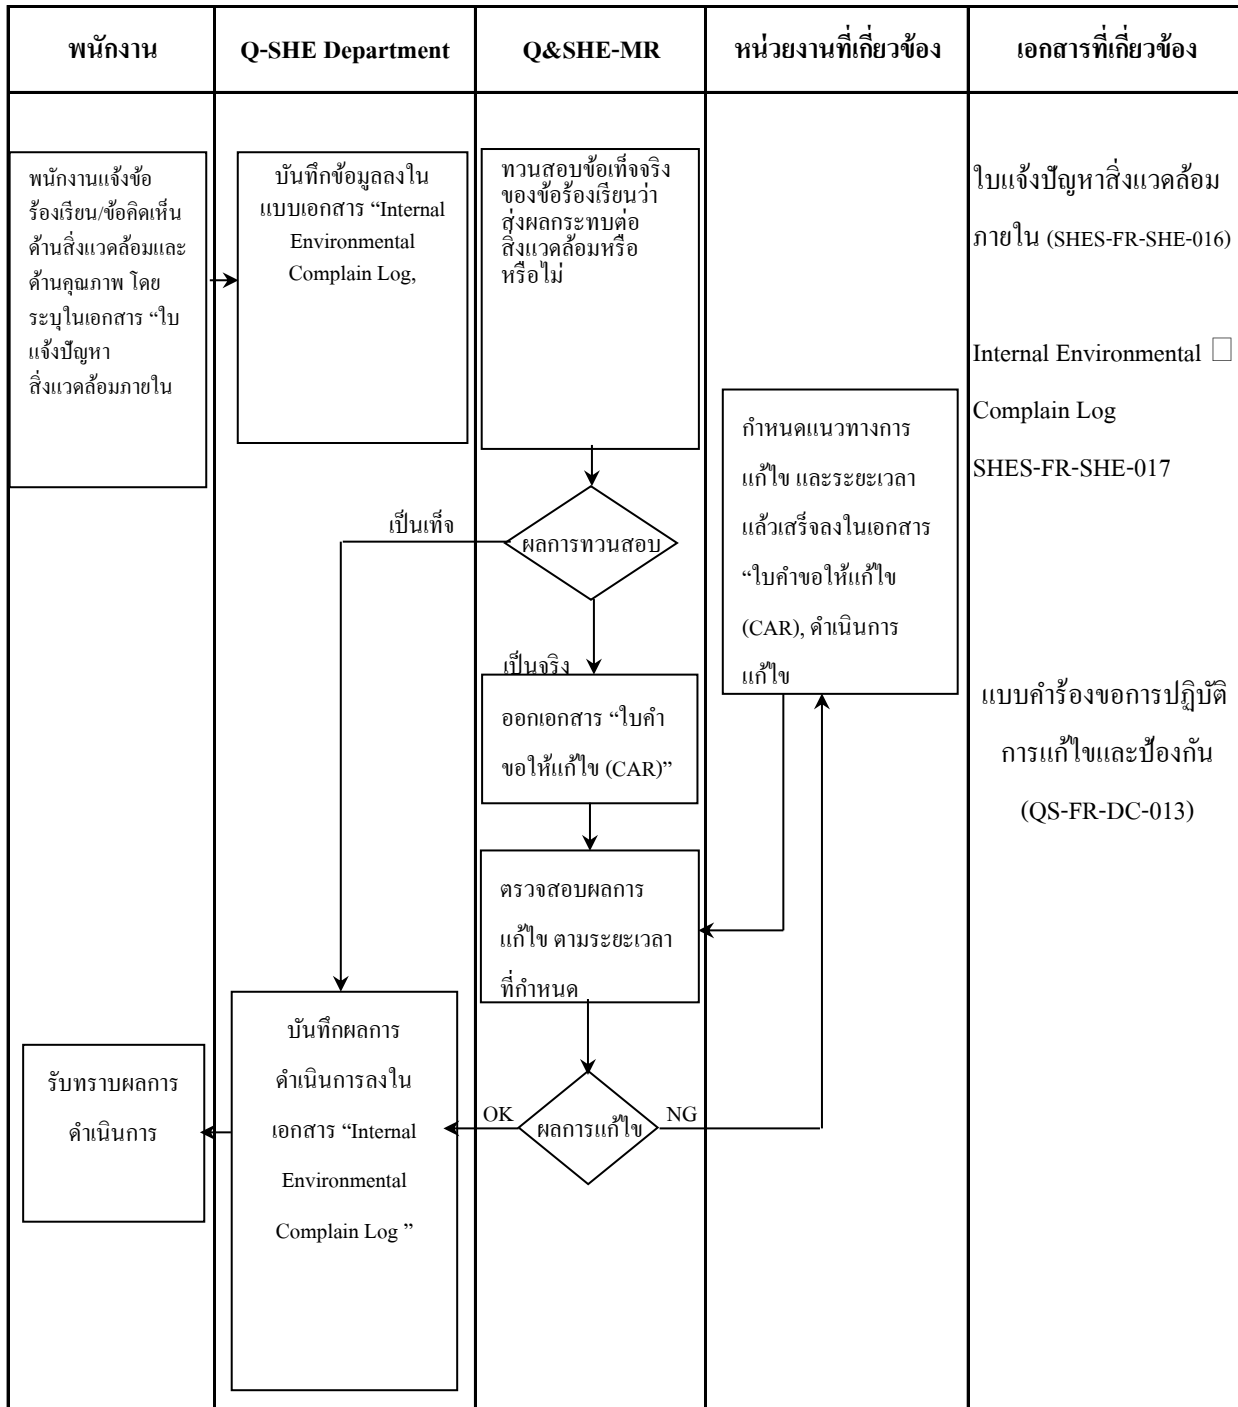 พนักงาน
Q-SHE Department
Q&SHE-MR
หน่วยงานที่เกี่ยวข้อง
เอกสารที่เกี่ยวข้อง
พนักงานแจ้งข้อ
ร้องเรียน/ข้อคิดเห็น
ด้านสิ่งแวดล้อมและ
ด้านคุณภาพ โดย
ระบุในเอกสาร “ใบ
แจ้งปัญหา
สิ่งแวดล้อมภายใน
บันทึกข้อมูลลงใน
แบบเอกสาร “Internal
Environmental
Complain Log,
ทวนสอบข้อเท็จจริง
ของข้อร้องเรียนว่า
ส่งผลกระทบต่อ
สิ่งแวดล้อมหรือ
หรือไม่
ใบแจ้งปัญหาสิ่งแวดล้อม
ภายใน (SHES-FR-SHE-016)
Internal Environmental □
Complain Log
SHES-FR-SHE-017
กำหนดแนวทางการ
แก้ไข และระยะเวลา
แล้วเสร็จลงในเอกสาร
“ใบคำขอให้แก้ไข
(CAR), ดำเนินการ
แก้ไข
เป็นเท็จ
ผลการทวนสอบ
เป็นจริง
ออกเอกสาร “ใบคำ
ขอให้แก้ไข (CAR)”
แบบคำร้องขอการปฏิบัติ
การแก้ไขและป้องกัน
(QS-FR-DC-013)
ตรวจสอบผลการ
แก้ไข ตามระยะเวลา
ที่กำหนด
บันทึกผลการ
ดำเนินการลงใน
เอกสาร “Internal
Environmental
Complain Log ”
รับทราบผลการ
ดำเนินการ
OK
ผลการแก้ไข
NG